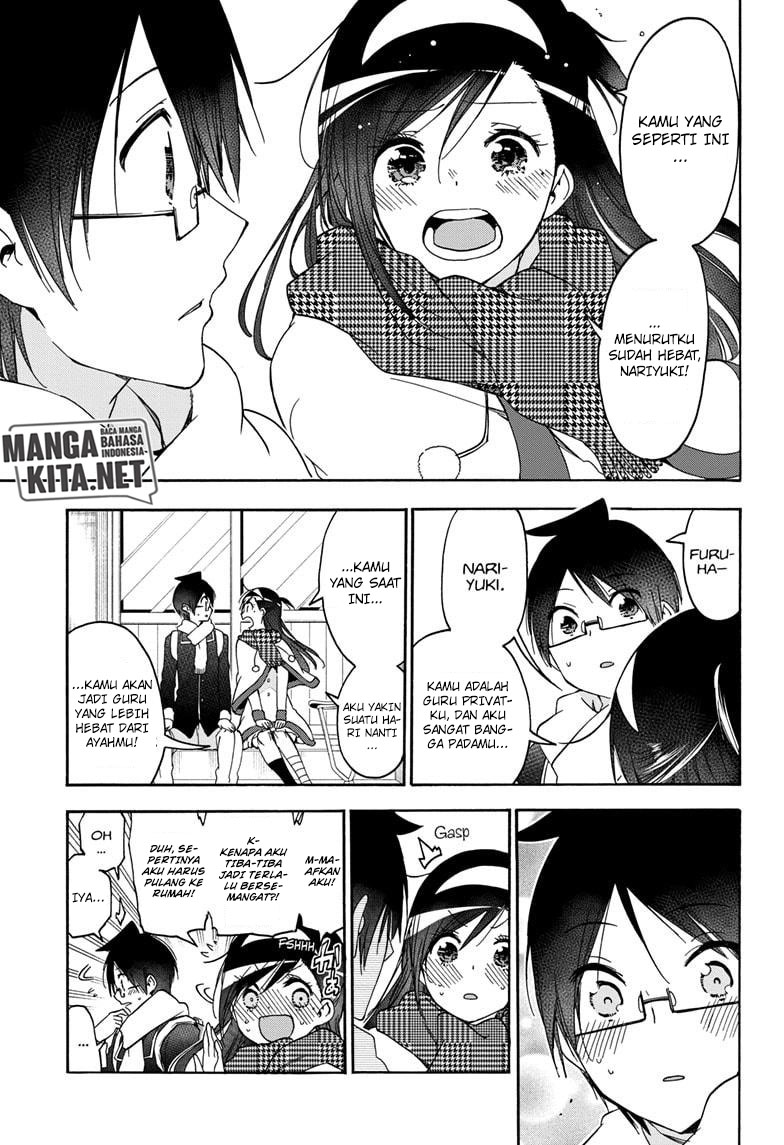 KAMU YANG
SEPERTI INI
...
...
MENURUTKU
SUDAH HEBAT,
NARIYUKI!
MANGA
KITA.NET
BACA MANGA
BAHASA
INDONESIA
FURU-
HA—
NARI-
YUKI.
KAMU ADALAH
GURU PRIVAT-
KU, DAN AKU
SANGAT BANG-
GA PADAMU...
...KAMU
YANG SAAT
INI...
AKU YAKIN
SUATU HA-
RI NANTI
...
...KAMU AKAN
JADI GURU
YANG LEBIH
HEBAT DARI
AYAHMU!
Gasp
M-MA-
AFKAN
AKU!
K-
KENAPA AKU
TIBA-TIBA
JADI TERLA-
LU BERSE-
MANGAT?!
DUH, SE-
PERTINYA
AKU HARUS
PULANG KE
RUMAH!
FSHHH
OH
...
IYA...
...